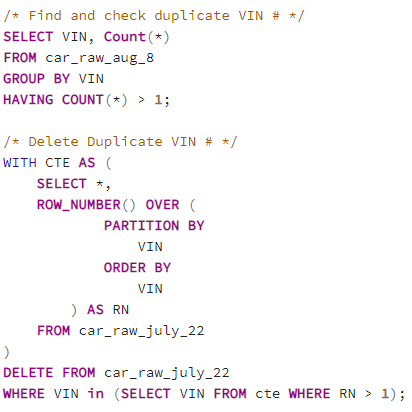 /* Find and check duplicate VIN # */
SELECT VIN, Count(*)
FROM car_raw_aug_8
GROUP BY VIN
HAVING COUNT(*) > 1;

/* Delete Duplicate VIN # */
WITH CTE AS (
    SELECT *,
    ROW_NUMBER() OVER (
            PARTITION BY
                VIN
            ORDER BY
                VIN
        ) AS RN
    FROM car_raw_july_22
)
DELETE FROM car_raw_july_22
WHERE VIN in (SELECT VIN FROM cte WHERE RN > 1);